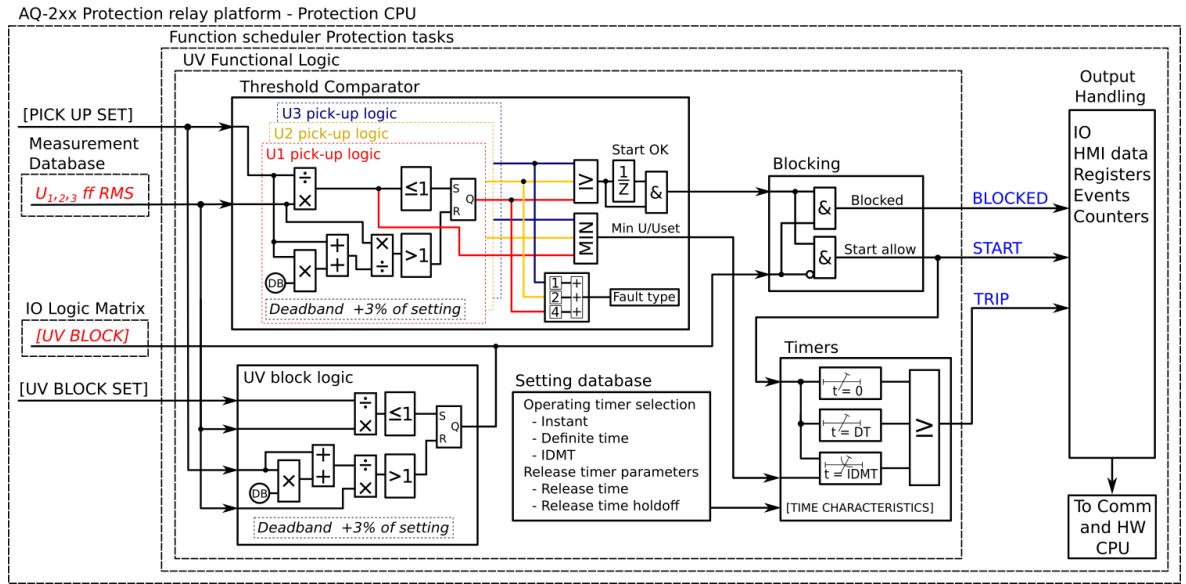 AQ-2xx Protection relay platform - Protection CPU
Function scheduler Protection tasks
UV Functional Logic
Threshold Comparator
[PICK UP SET]
Measurement
Database
U1,2,3 ff RMS
U3 pick-up logic
U2 pick-up logic
U1 pick-up logic
÷
×
≤1
S
R
Q
DB
×
+
+
×
÷
>1
Deadband +3% of setting
≥
MIN
Start OK
1
Z
&
Min U/Uset
1
2
4
+
+
+
Fault type
Blocking
&
Blocked
&
Start allow
BLOCKED
START
TRIP
Output
Handling
IO
HMI data
Registers
Events
Counters
To Comm
and HW
CPU
IO Logic Matrix
[UV BLOCK]
[UV BLOCK SET]
UV block logic
÷
×
≤1
S
R
Q
DB
×
+
+
÷
×
>1
Deadband +3% of setting
Setting database
Operating timer selection
- Instant
- Definite time
- IDMT
Release timer parameters
- Release time
- Release time holdoff
Timers
t = 0
t = DT
t = IDMT
≥
[TIME CHARACTERISTICS]